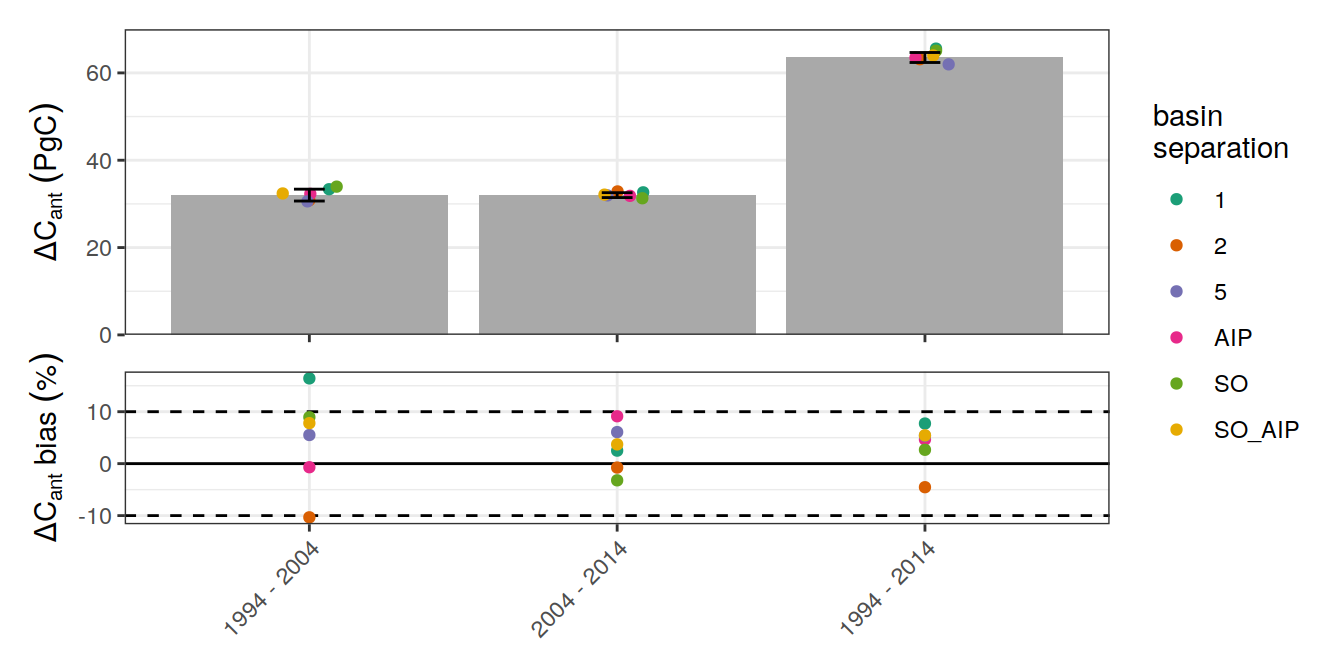 ΔCant (PgC)
60
40
20
0
ΔCant bias (%)
10
0
-10
1994 - 2004
2004 - 2014
1994 - 2014
basin
separation
1
2
5
AIP
SO
SO_AIP